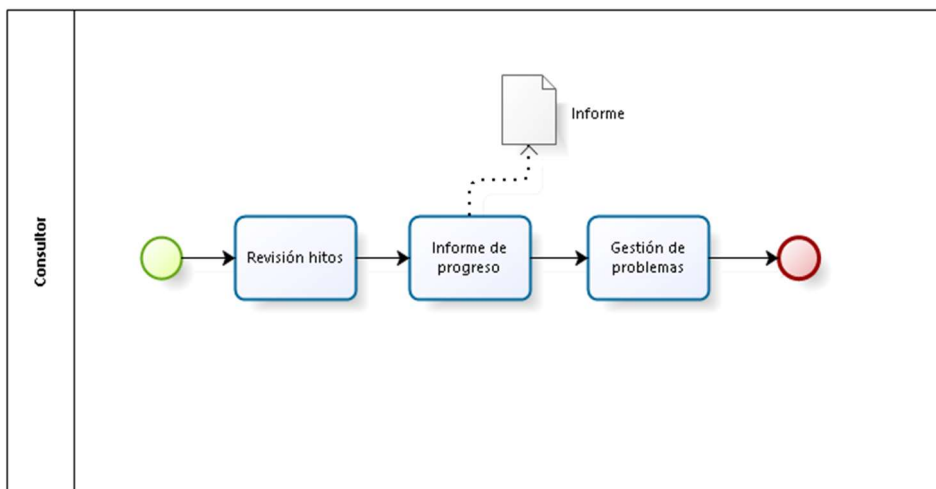 Consultor
Informe
Revisión hitos
Informe de
progreso
Gestión de
problemas